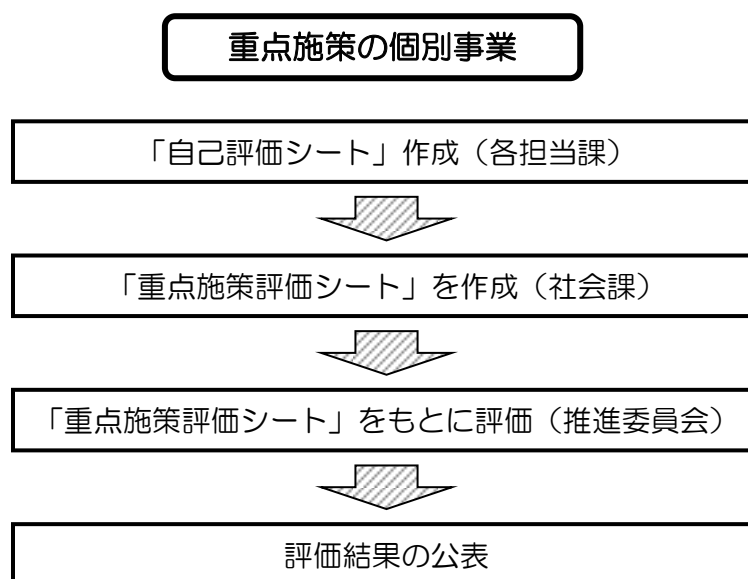 重点施策の個別事業
「自己評価シート」作成（各担当課）
「重点施策評価シート」を作成（社会課）
「重点施策評価シート」をもとに評価（推進委員会）
評価結果の公表